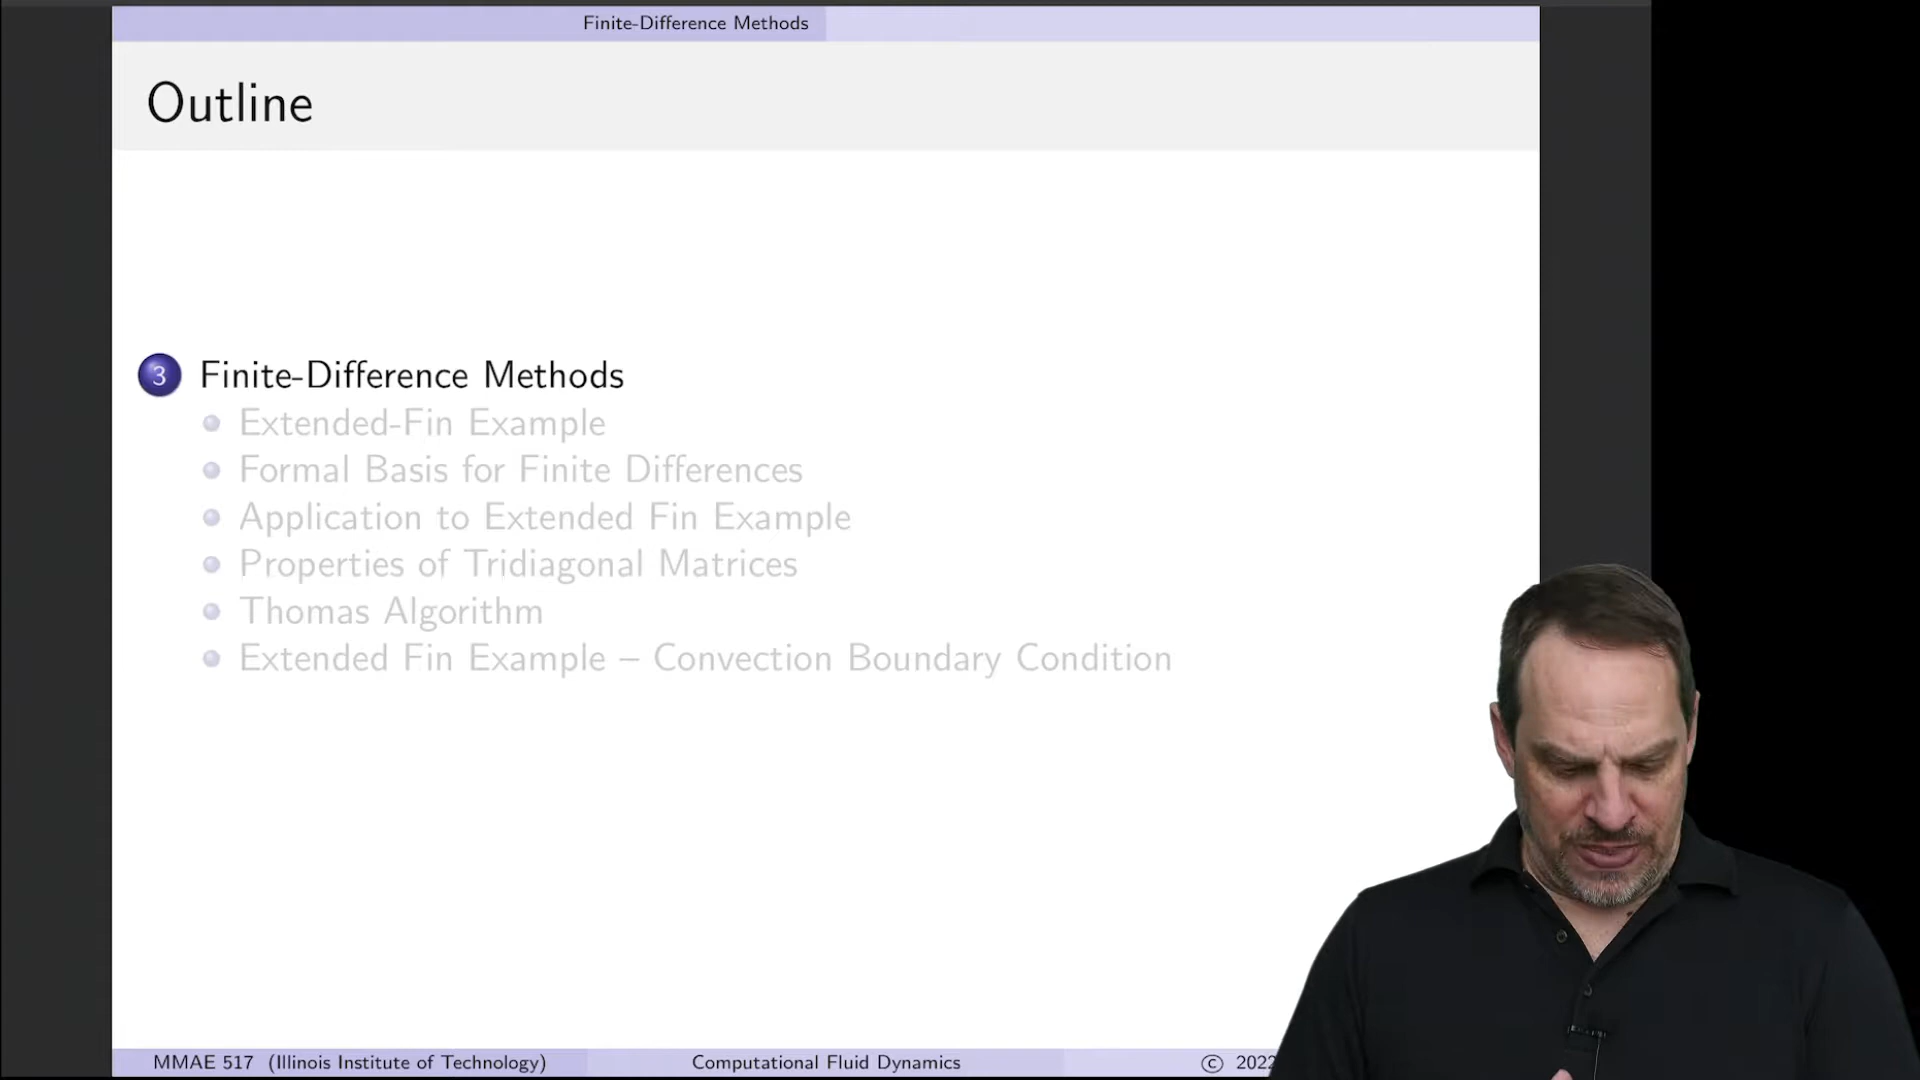 Finite-Difference Methods
Outline
3 Finite-Difference Methods
Extended-Fin Example
Formal Basis for Finite Differences
Application to Extended Fin Example
Properties of Tridiagonal Matrices
Thomas Algorithm
Extended Fin Example – Convection Boundary Condition
MMAE 517 (Illinois Institute of Technology) Computational Fluid Dynamics © 2022